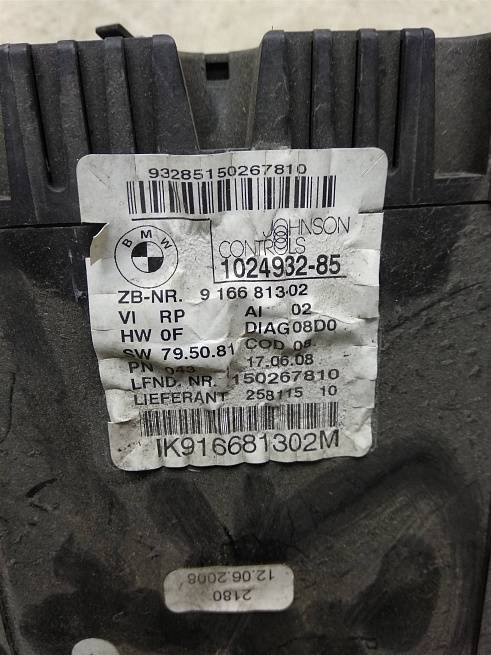 93285150267810
BMW
JOHNSON
CONTROLS
1024932-85
ZB-NR. 9 166 813-02
VI RP AI 02
HW 0F DIAG 08D0
SW 79.50.81 COD 08
PN 043 17.06.08
LFND. NR. 150267810
LIEFERANT 258115 10
IK916681302M
2180
12.06.2008